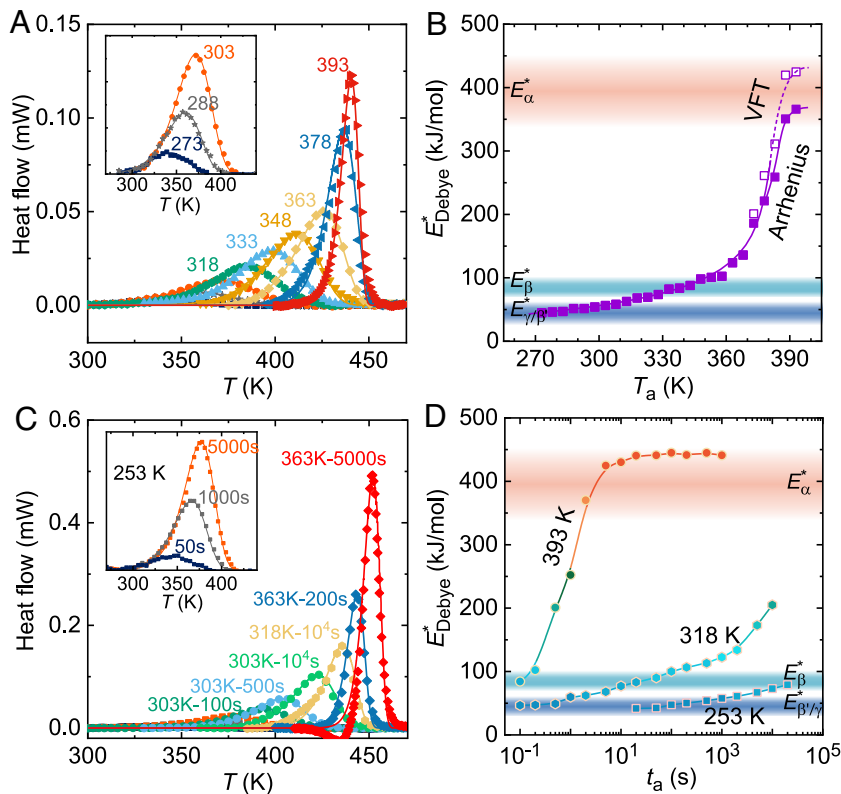 A
Heat flow (mW)
0.15
0.10
0.05
0.00
300
350
400
450
T (K)
303
288
273
300
350
400
T (K)
393
378
363
348
333
318
B
E*Debye (kJ/mol)
500
400
300
200
100
0
270
300
330
360
390
Ta (K)
E*α
E*β
E*γ/β'
VFT
Arrhenius
C
Heat flow (mW)
0.6
0.4
0.2
0.0
300
350
400
450
T (K)
253 K
5000s
1000s
50s
300
350
400
T (K)
363K-5000s
363K-200s
318K-10⁴s
303K-10⁴s
303K-500s
303K-100s
D
E*Debye (kJ/mol)
500
400
300
200
100
0
10⁻¹
10¹
10³
10⁵
ta (s)
393 K
318 K
253 K
E*α
E*β
E*β'/γ